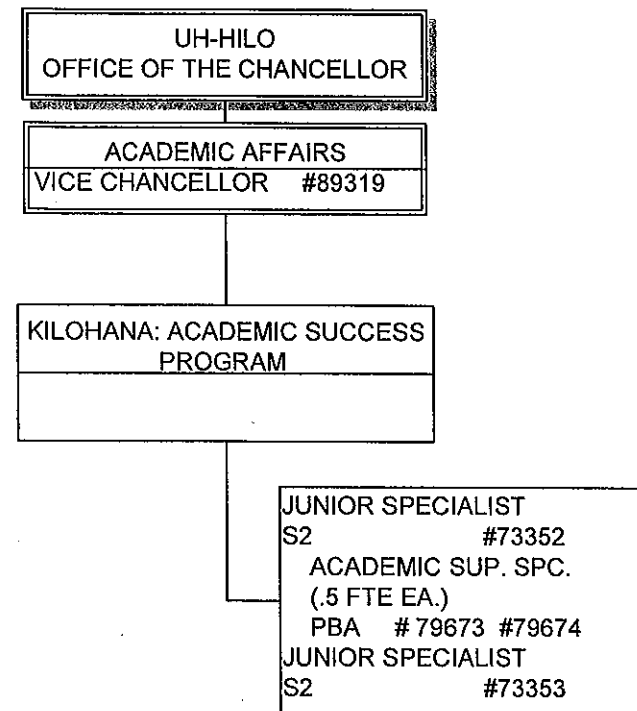 UH-HILO
OFFICE OF THE CHANCELLOR
ACADEMIC AFFAIRS
VICE CHANCELLOR #89319
KILOHANA: ACADEMIC SUCCESS
PROGRAM
JUNIOR SPECIALIST
S2 #73352
ACADEMIC SUP. SPC.
(.5 FTE EA.)
PBA # 79673 #79674
JUNIOR SPECIALIST
S2 #73353